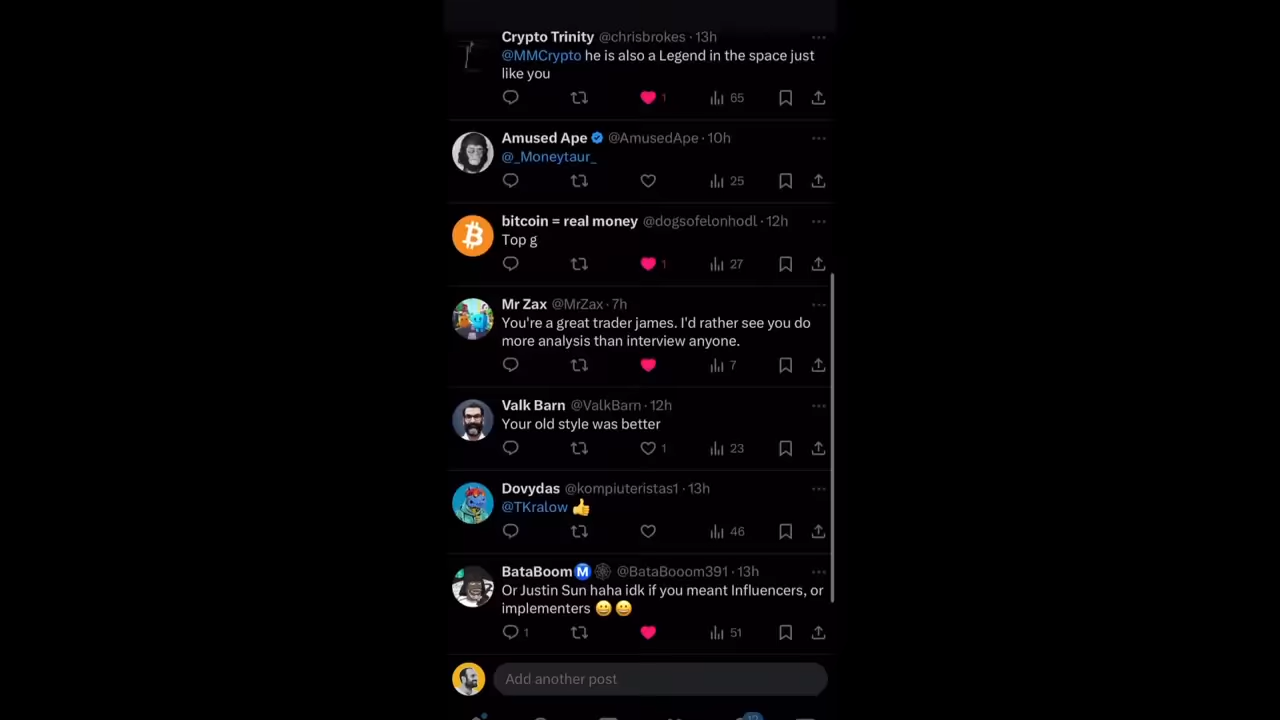 Crypto Trinity @chrisbrokes · 13h
@MMCrypto he is also a Legend in the space just
like you
1 65
Amused Ape @AmusedApe · 10h
@_Moneytaur_
25
bitcoin = real money @dogsofelonhodl · 12h
Top g
1 27
Mr Zax @MrZax · 7h
You're a great trader james. I'd rather see you do
more analysis than interview anyone.
7
Valk Barn @ValkBarn · 12h
Your old style was better
1 23
Dovydas @kompiuteristas1 · 13h
@TKralow 👍
46
BataBoom M @BataBooom391 · 13h
Or Justin Sun haha idk if you meant Influencers, or
implementers 😀 😀
1 51
Add another post